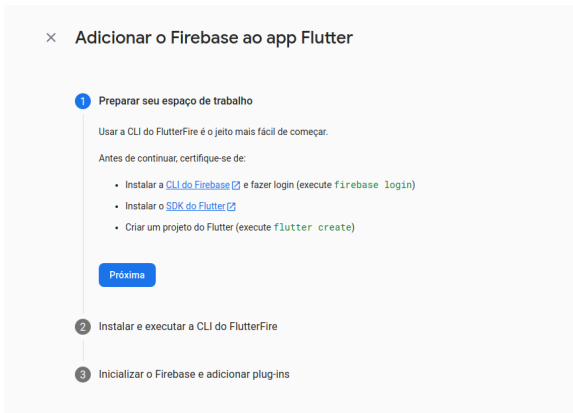 Adicionar o Firebase ao app Flutter
1 Preparar seu espaço de trabalho
Usar a CLI do FlutterFire é o jeito mais fácil de começar.
Antes de continuar, certifique-se de:
• Instalar a CLI do Firebase e fazer login (execute firebase login)
• Instalar o SDK do Flutter
• Criar um projeto do Flutter (execute flutter create)
Próxima
2 Instalar e executar a CLI do FlutterFire
3 Inicializar o Firebase e adicionar plug-ins